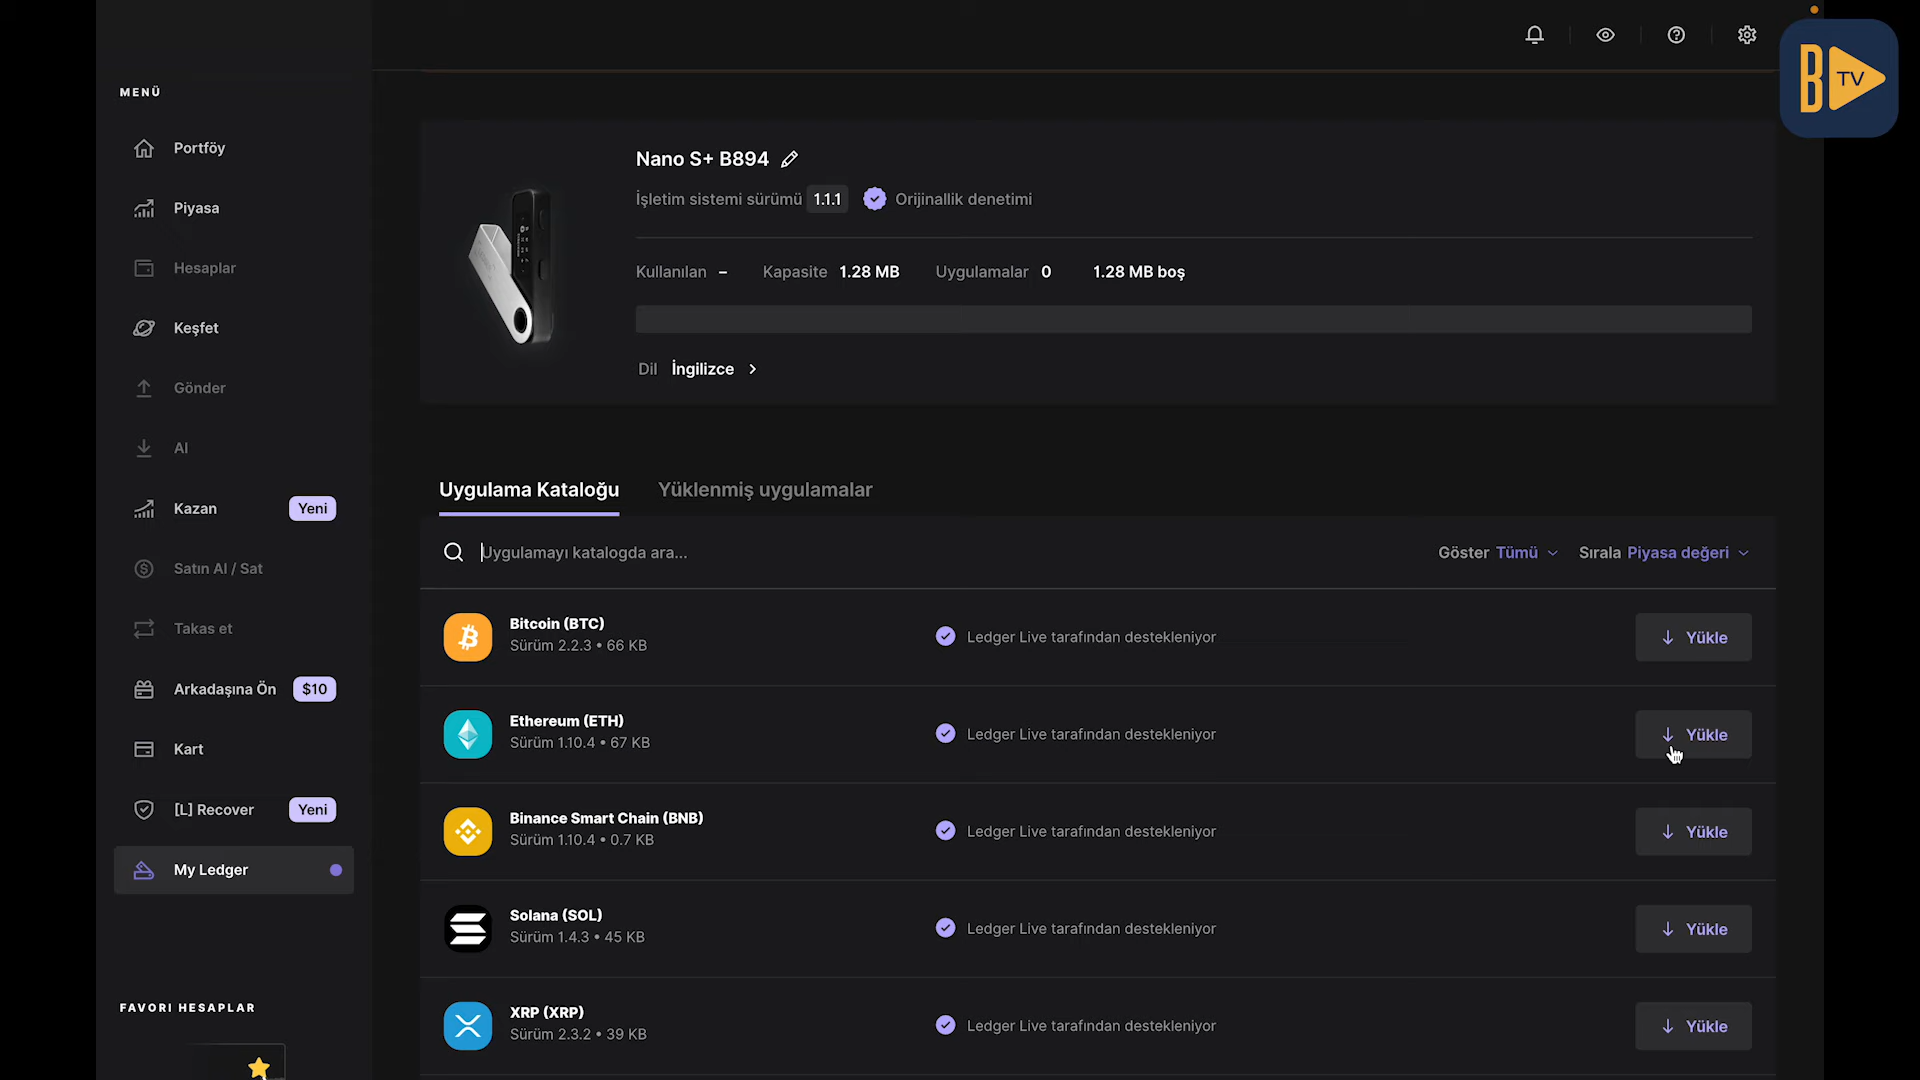 B TV
MENÜ
Portföy
Piyasa
Hesaplar
Keşfet
Gönder
Al
Kazan Yeni
Satın Al / Sat
Takas et
Arkadaşına Ön $10
Kart
[L] Recover Yeni
My Ledger
FAVORİ HESAPLAR
Nano S+ B894
İşletim sistemi sürümü 1.1.1 Orijinallik denetimi
Kullanılan – Kapasite 1.28 MB Uygulamalar 0 1.28 MB boş
Dil İngilizce
Uygulama Kataloğu Yüklenmiş uygulamalar
Uygulamayı katalogda ara... Göster Tümü Sırala Piyasa değeri
Bitcoin (BTC)
Sürüm 2.2.3 • 66 KB
Ledger Live tarafından destekleniyor
Yükle
Ethereum (ETH)
Sürüm 1.10.4 • 67 KB
Ledger Live tarafından destekleniyor
Yükle
Binance Smart Chain (BNB)
Sürüm 1.10.4 • 0.7 KB
Ledger Live tarafından destekleniyor
Yükle
Solana (SOL)
Sürüm 1.4.3 • 45 KB
Ledger Live tarafından destekleniyor
Yükle
XRP (XRP)
Sürüm 2.3.2 • 39 KB
Ledger Live tarafından destekleniyor
Yükle